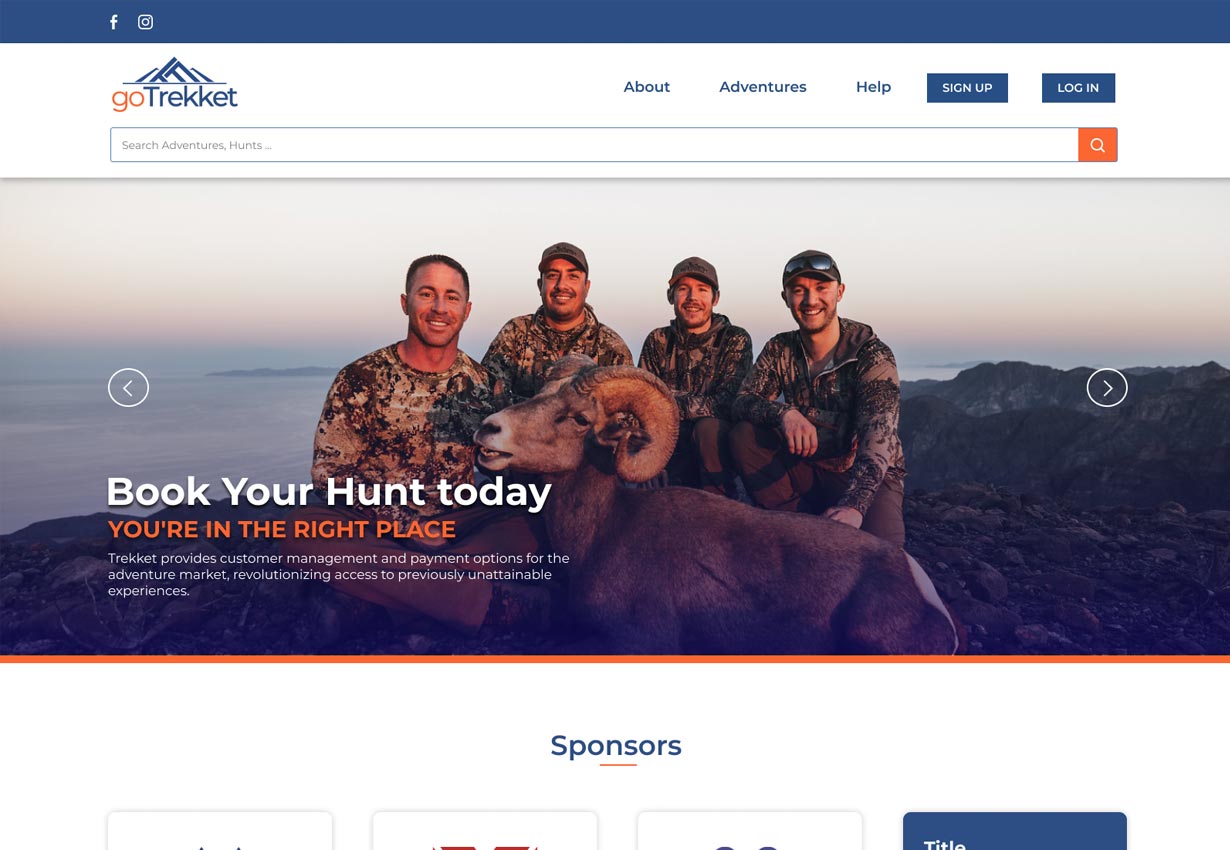 goTrekket
About
Adventures
Help
SIGN UP
LOG IN
Search Adventures, Hunts ...
Book Your Hunt today
YOU'RE IN THE RIGHT PLACE
Trekket provides customer management and payment options for the
adventure market, revolutionizing access to previously unattainable
experiences.
Sponsors
Title